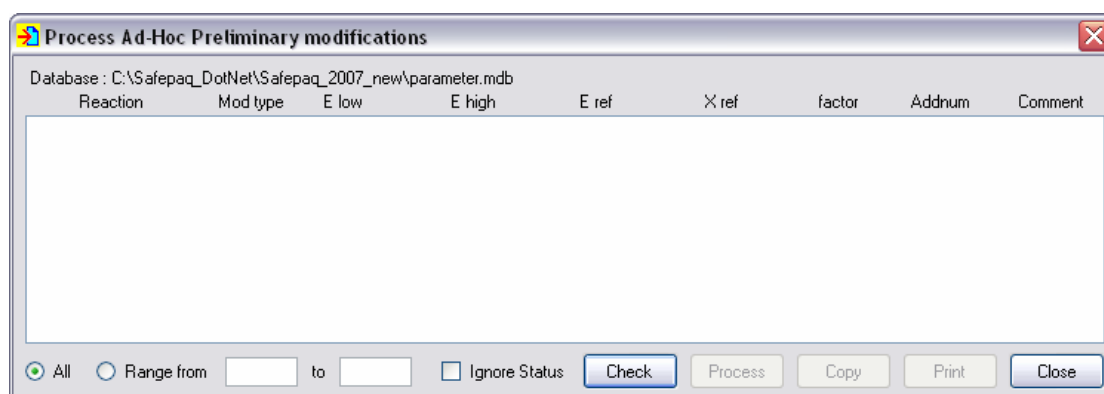 Process Ad-Hoc Preliminary modifications
Database : C:\Safepaq_DotNet\Safepaq_2007_new\parameter.mdb
Reaction Mod type E low E high E ref X ref factor Addnum Comment
All Range from to Ignore Status Check Process Copy Print Close